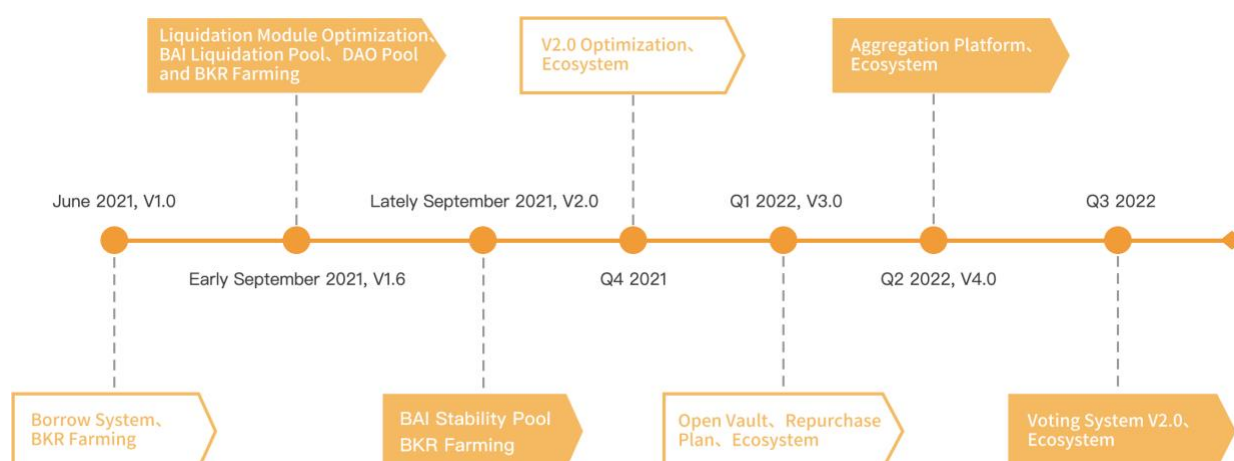 Liquidation Module Optimization、
BAI Liquidation Pool、DAO Pool
and BKR Farming
V2.0 Optimization、
Ecosystem
Aggregation Platform、
Ecosystem
June 2021, V1.0
Lately September 2021, V2.0
Q1 2022, V3.0
Q3 2022
Early September 2021, V1.6
Q4 2021
Q2 2022, V4.0
Borrow System、
BKR Farming
BAI Stability Pool
BKR Farming
Open Vault、Repurchase
Plan、Ecosystem
Voting System V2.0、
Ecosystem